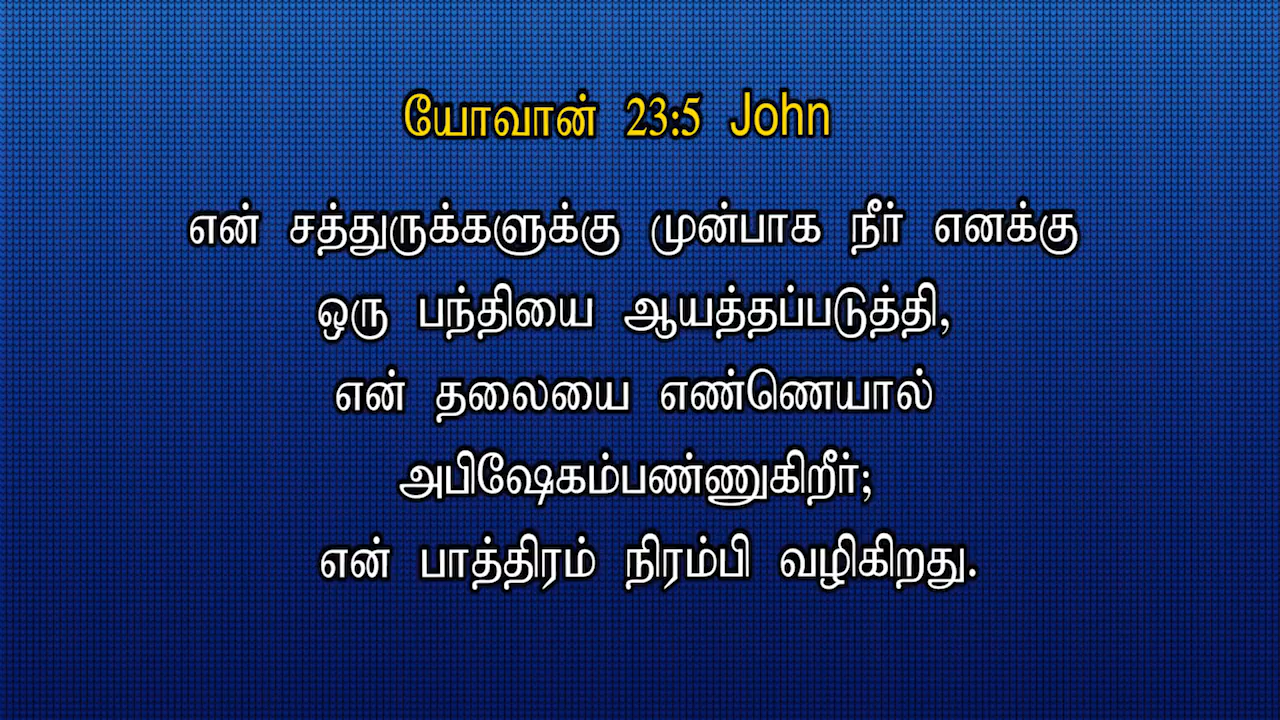 யோவான் 23:5 John
என் சத்துருக்களுக்கு முன்பாக நீர் எனக்கு
ஒரு பந்தியை ஆயத்தப்படுத்தி,
என் தலையை எண்ணெயால்
அபிஷேகம்பண்ணுகிறீர்;
என் பாத்திரம் நிரம்பி வழிகிறது.